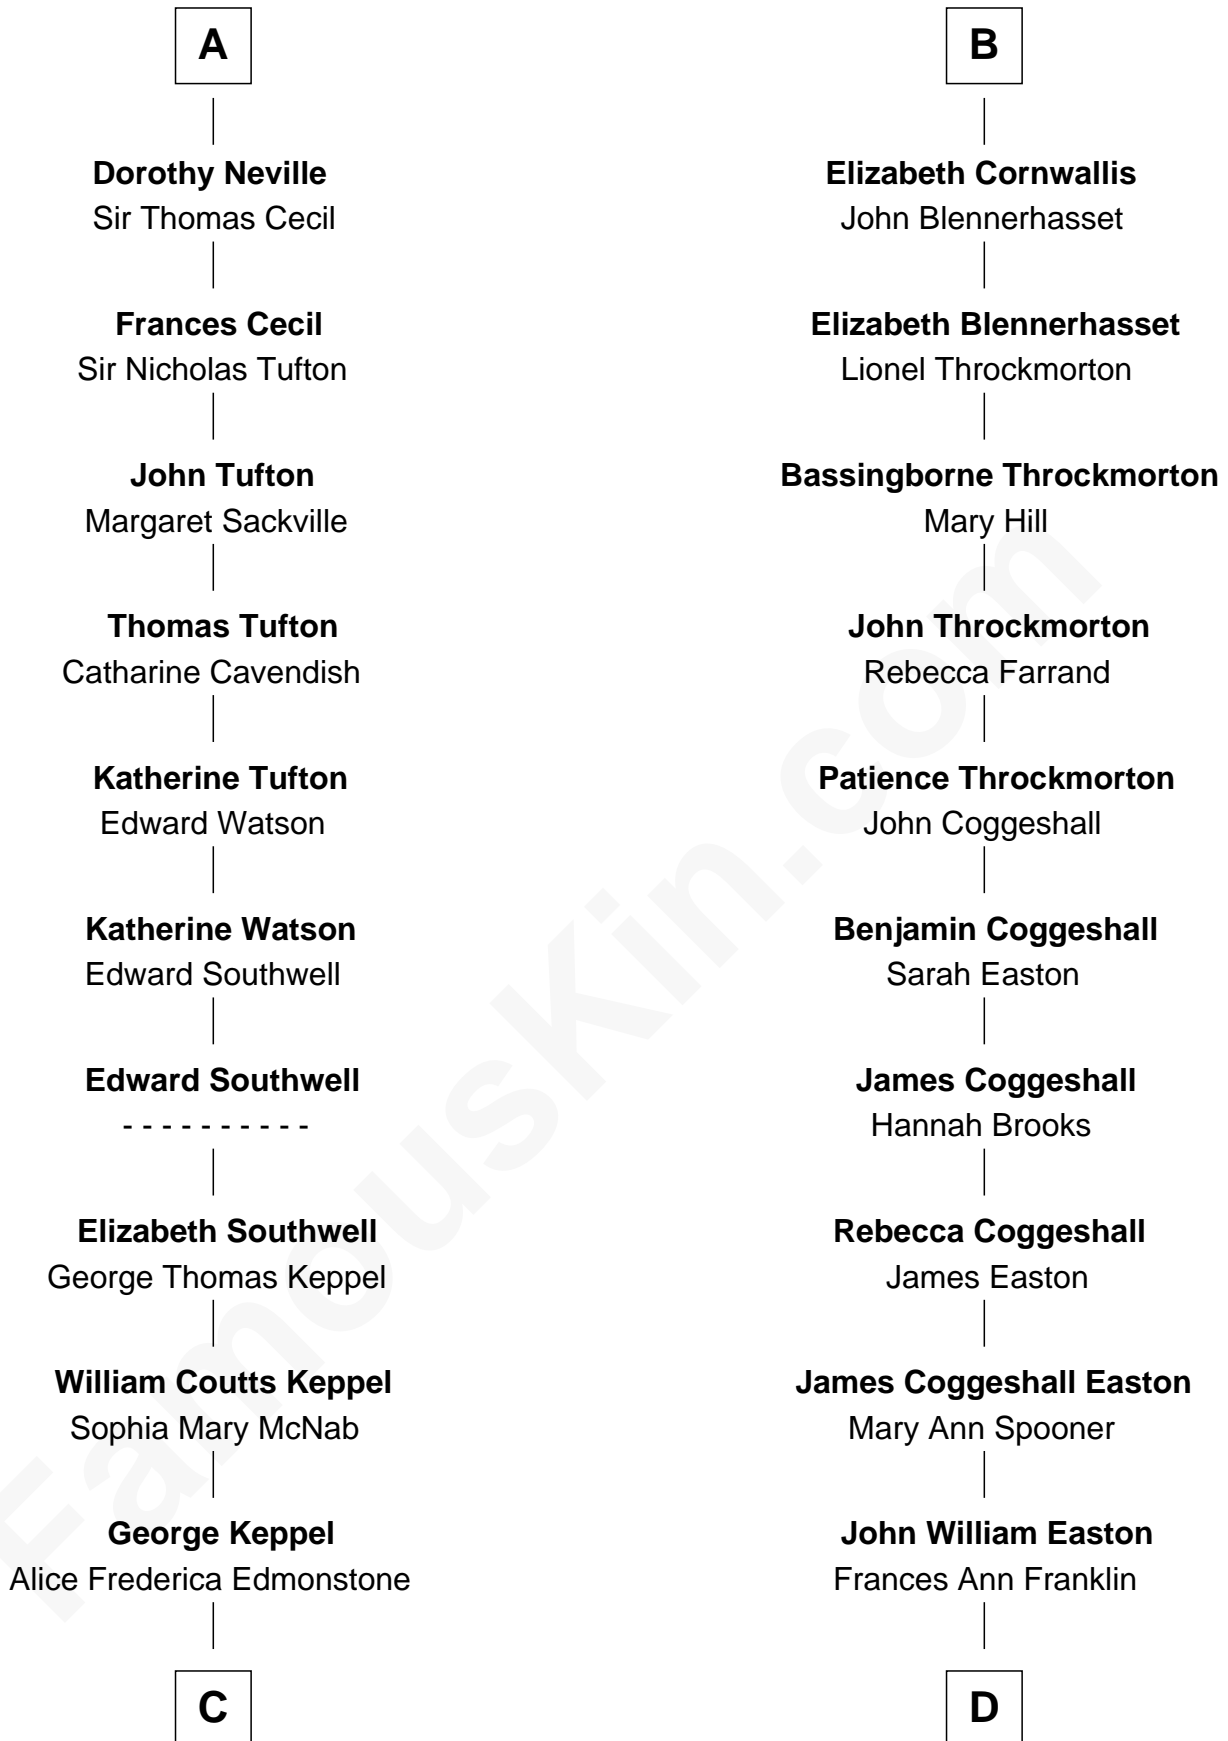 A
Dorothy Neville
Sir Thomas Cecil
Frances Cecil
Sir Nicholas Tufton
John Tufton
Margaret Sackville
Thomas Tufton
Catharine Cavendish
Katherine Tufton
Edward Watson
Katherine Watson
Edward Southwell
Edward Southwell
- - - - - - - - - -
Elizabeth Southwell
George Thomas Keppel
William Coutts Keppel
Sophia Mary McNab
George Keppel
Alice Frederica Edmonstone
C
B
Elizabeth Cornwallis
John Blennerhasset
Elizabeth Blennerhasset
Lionel Throckmorton
Bassingborne Throckmorton
Mary Hill
John Throckmorton
Rebecca Farrand
Patience Throckmorton
John Coggeshall
Benjamin Coggeshall
Sarah Easton
James Coggeshall
Hannah Brooks
Rebecca Coggeshall
James Easton
James Coggeshall Easton
Mary Ann Spooner
John William Easton
Frances Ann Franklin
D
FamousKin.com